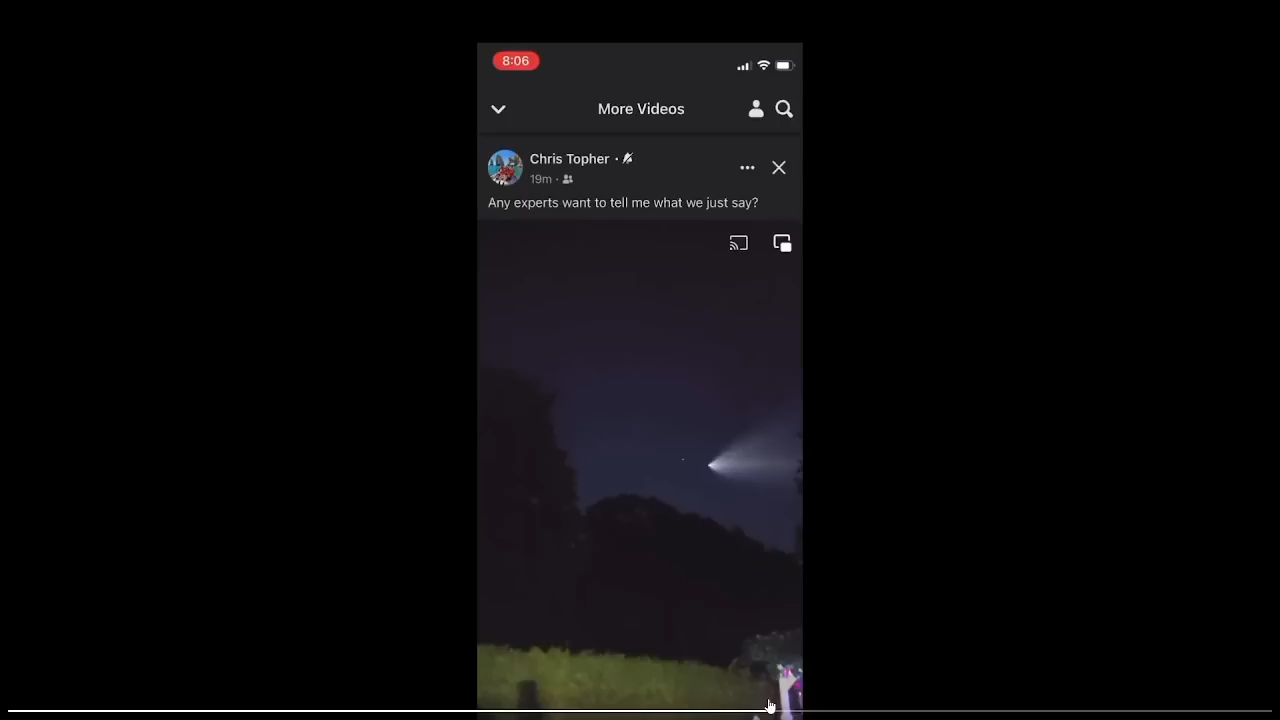 8:06
More Videos
Chris Topher ·
19m ·
Any experts want to tell me what we just say?